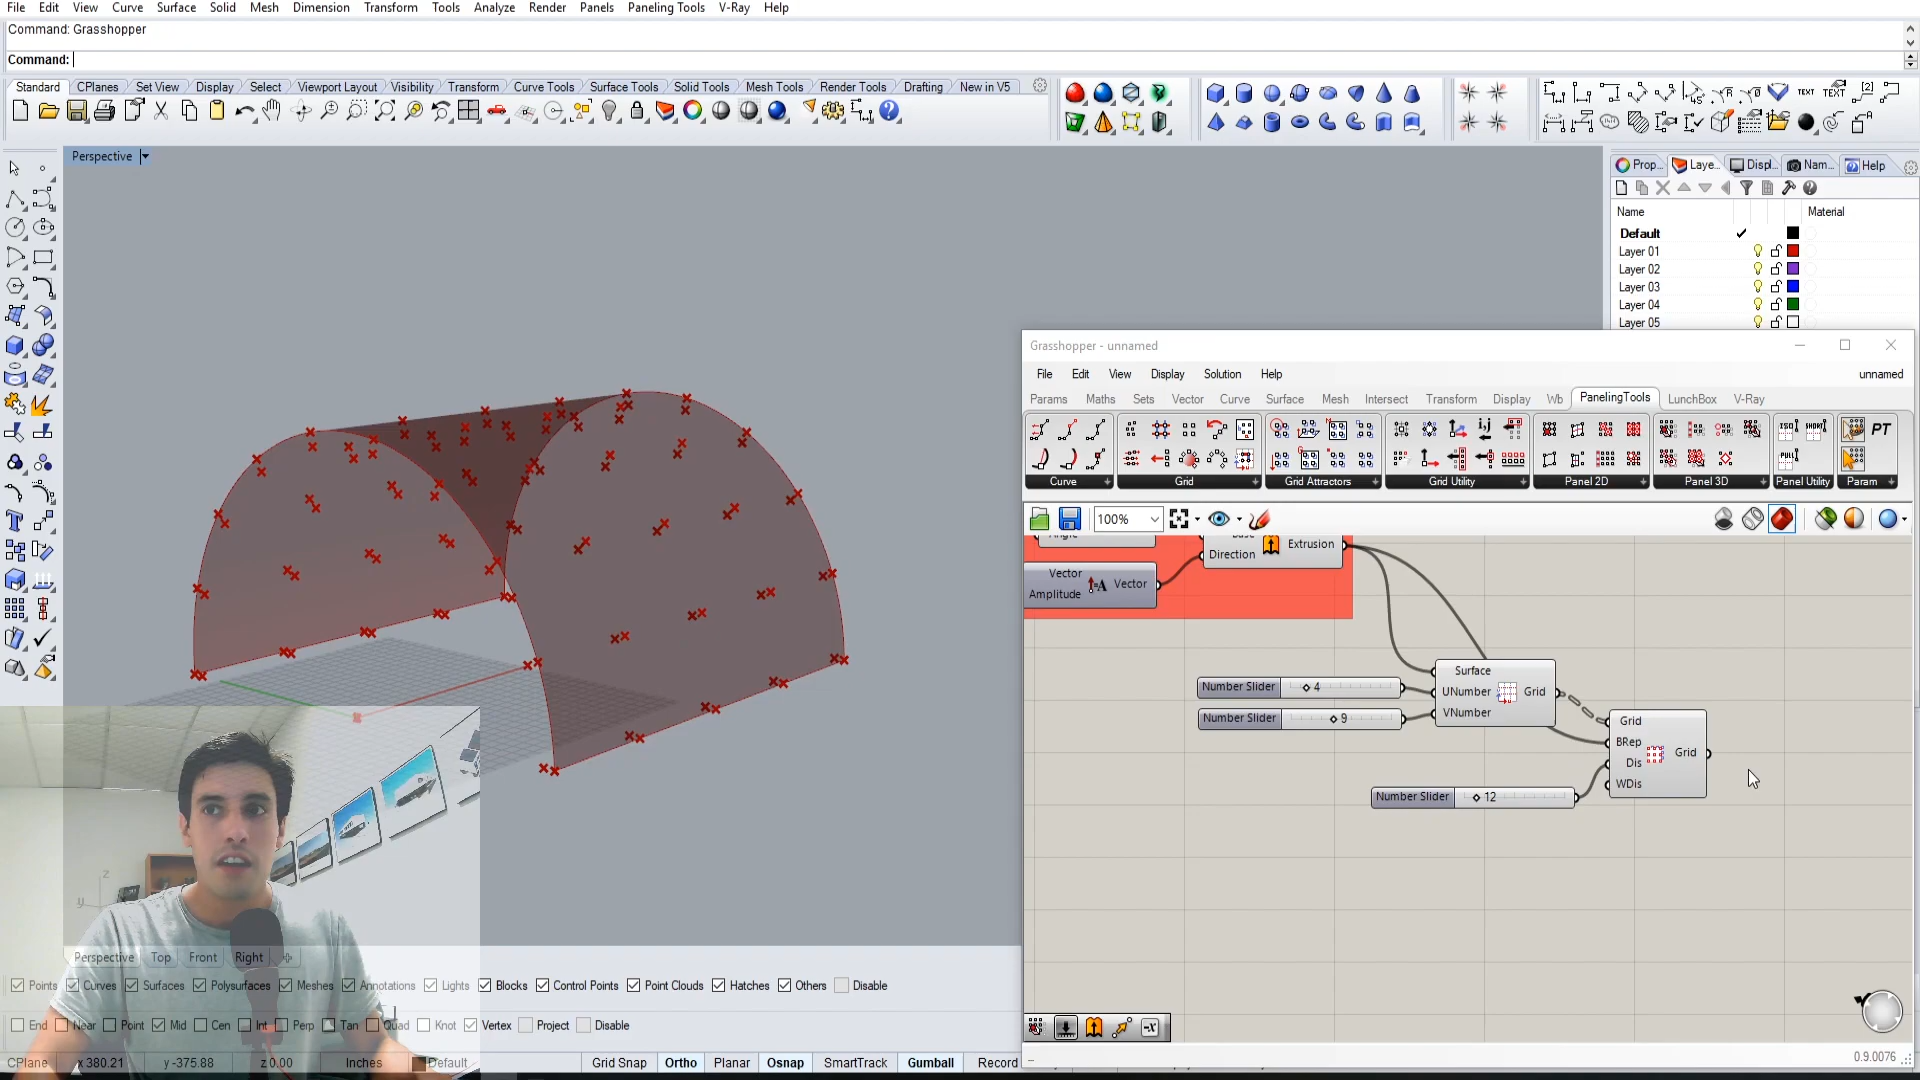 File Edit View Curve Surface Solid Mesh Dimension Transform Tools Analyze Render Panels Paneling Tools V-Ray Help
Command: Grasshopper
Command:
Standard CPlanes Set View Display Select Viewport Layout Visibility Transform Curve Tools Surface Tools Solid Tools Mesh Tools Render Tools Drafting New in V5
Perspective
Prop... Laye... Displ... Nam... Help
Name Material
Default
Layer 01
Layer 02
Layer 03
Layer 04
Layer 05
Grasshopper - unnamed
File Edit View Display Solution Help unnamed
Params Maths Sets Vector Curve Surface Mesh Intersect Transform Display Wb PanelingTools LunchBox V-Ray
Curve Grid Grid Attractors Grid Utility Panel 2D Panel 3D Panel Utility Param
100%
Direction Extrusion
Vector
Amplitude Vector
Surface
UNumber
VNumber
Grid
Number Slider 4
Number Slider 9
Grid
BRep
Dis
WDis
Grid
Number Slider 12
0.9.0076
Perspective Top Front Right
Points Curves Surfaces Polysurfaces Meshes Annotations Lights Blocks Control Points Point Clouds Hatches Others Disable
End Near Point Mid Cen Int Perp Tan Quad Knot Vertex Project Disable
CPlane x 380.21 y -375.88 z 0.00 Inches Default Grid Snap Ortho Planar Osnap SmartTrack Gumball Record